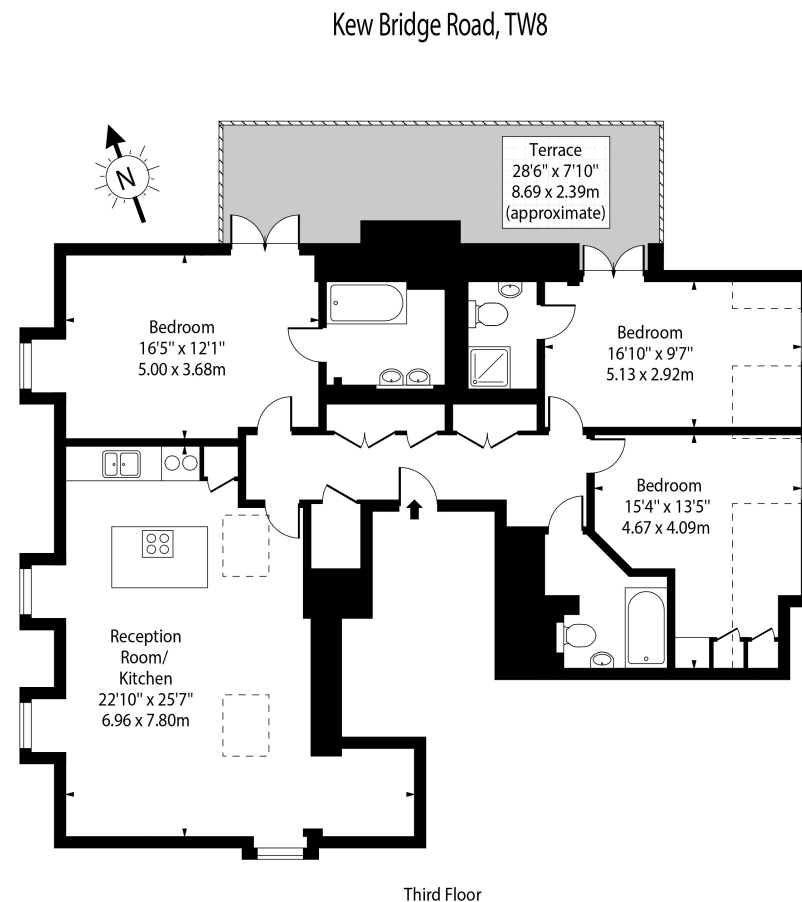 Kew Bridge Road, TW8
Terrace
28'6" x 7'10"
8.69 x 2.39m
(approximate)
N
Bedroom
16'5" x 12'1"
5.00 x 3.68m
Bedroom
16'10" x 9'7"
5.13 x 2.92m
Bedroom
15'4" x 13'5"
4.67 x 4.09m
Reception
Room/
Kitchen
22'10" x 25'7"
6.96 x 7.80m
Third Floor